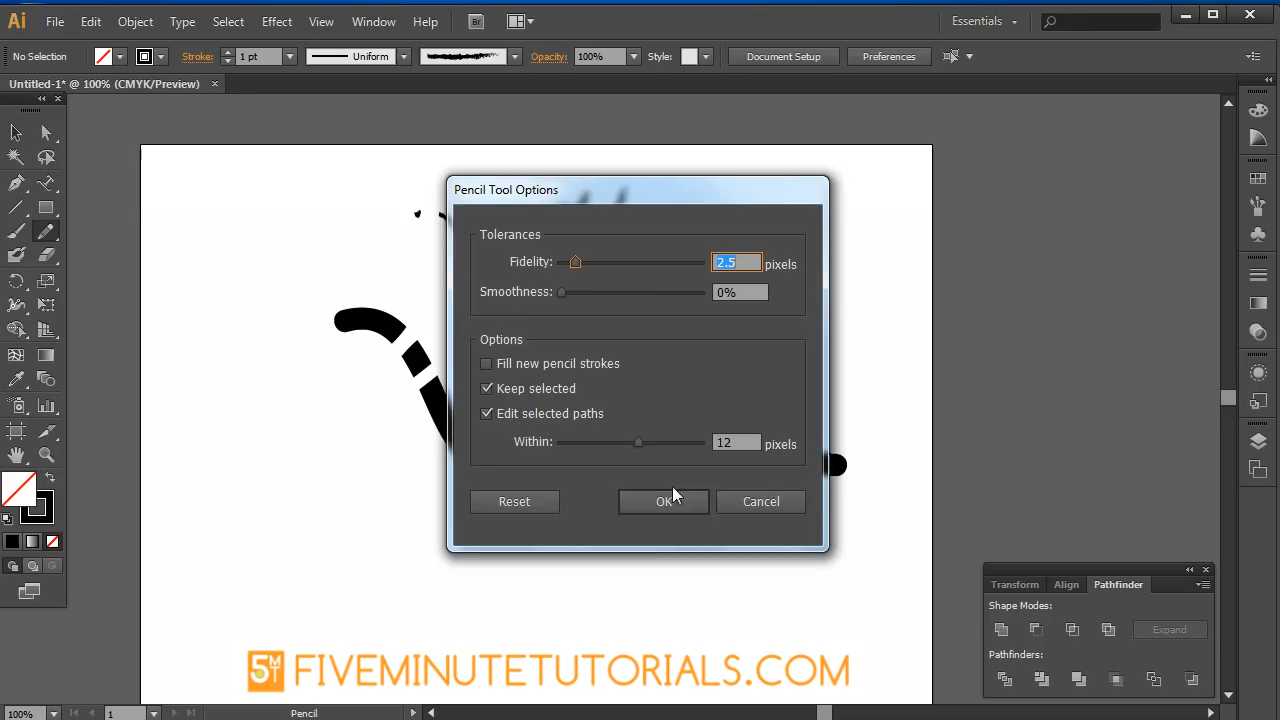 Ai File Edit Object Type Select Effect View Window Help Br Essentials
No Selection Stroke: 1 pt Uniform Opacity: 100% Style: Document Setup Preferences
Untitled-1* @ 100% (CMYK/Preview)
Pencil Tool Options
Tolerances
Fidelity: 2.5 pixels
Smoothness: 0%
Options
Fill new pencil strokes
Keep selected
Edit selected paths
Within: 12 pixels
Reset OK Cancel
Transform Align Pathfinder
Shape Modes:
Expand
Pathfinders:
5MT FIVEMINUTETUTORIALS.COM
100% 1 Pencil